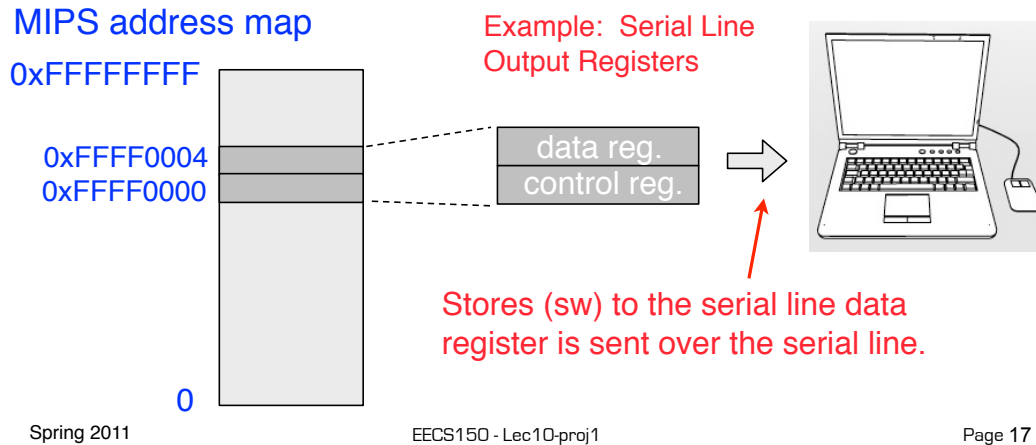 MIPS address map
0xFFFFFFFF
0xFFFF0004
0xFFFF0000
0
Example: Serial Line
Output Registers
data reg.
control reg.
Stores (sw) to the serial line data
register is sent over the serial line.
Spring 2011
EECS150 - Lec10-proj1
Page 17